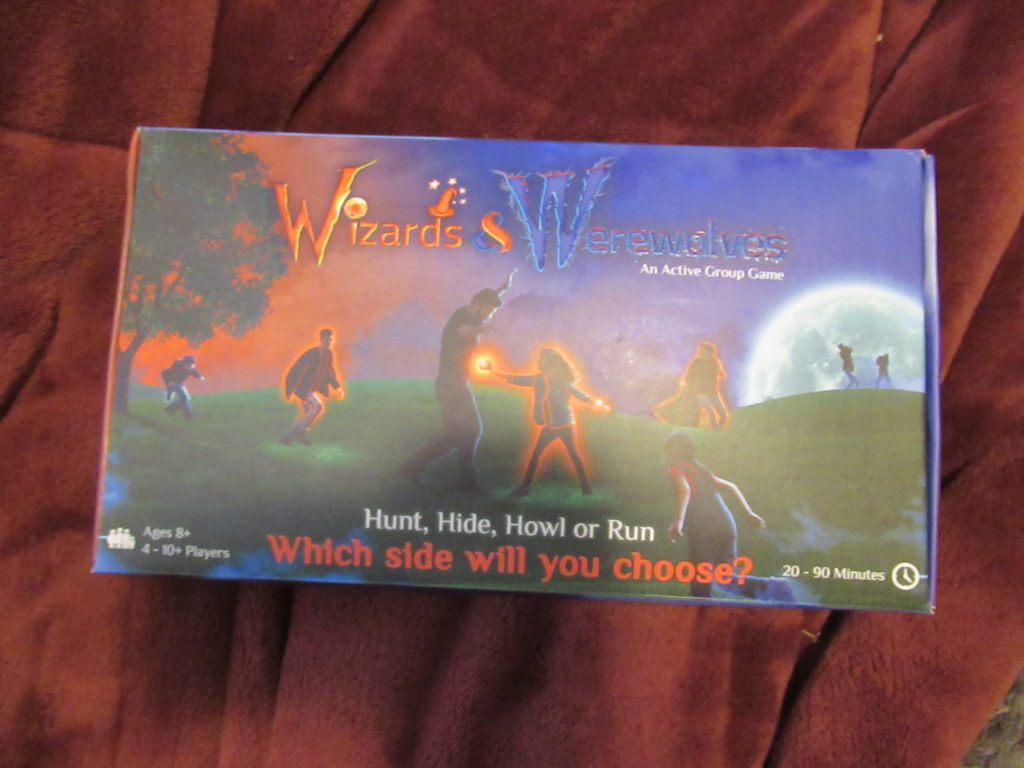 Wizards & Werewolves
An Active Group Game
Hunt, Hide, Howl or Run
Which side will you choose?
Ages 8+
4 - 10+ Players
20 - 90 Minutes